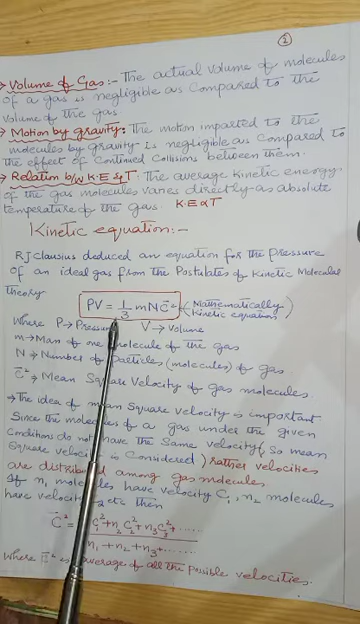 ②
→ Volume of Gas:- The actual volume of molecules
of a gas is negligible as compared to the
volume of the gas.
→ Motion by gravity:- The motion imparted to the
molecules by gravity is negligible as compared to
the effect of continued collisions between them.
→ Relation b/w K.E & T. The average kinetic energy
of the gas molecules varies directly as absolute
temperature of the gas. K.E ∝ T
Kinetic equation:-
R.J clausius deduced an equation for the pressure
of an ideal gas from the Postulates of Kinetic Molecular
theory
PV = 1/3 m N c̄² (Mathematically Kinetic equation)
Where P → Pressure V → Volume
m → Mass of one molecule of the gas
N → Number of particles (molecules) of gas
C̄² → Mean Square Velocity of gas molecules.
→ The idea of mean Square velocity is important
Since the molecules of a gas under the given
Conditions do not have the Same velocity (So mean
Square velocity is Considered) rather velocities
are distributed among gas molecules.
If n₁ molecules have velocity C₁, n₂ molecules
have velocity etc then
C̄² = C₁² + n₂ C₂² + n₃ C₃² + ......
n₁ + n₂ + n₃ + ......
Where C̄² is average of all the possible velocities.